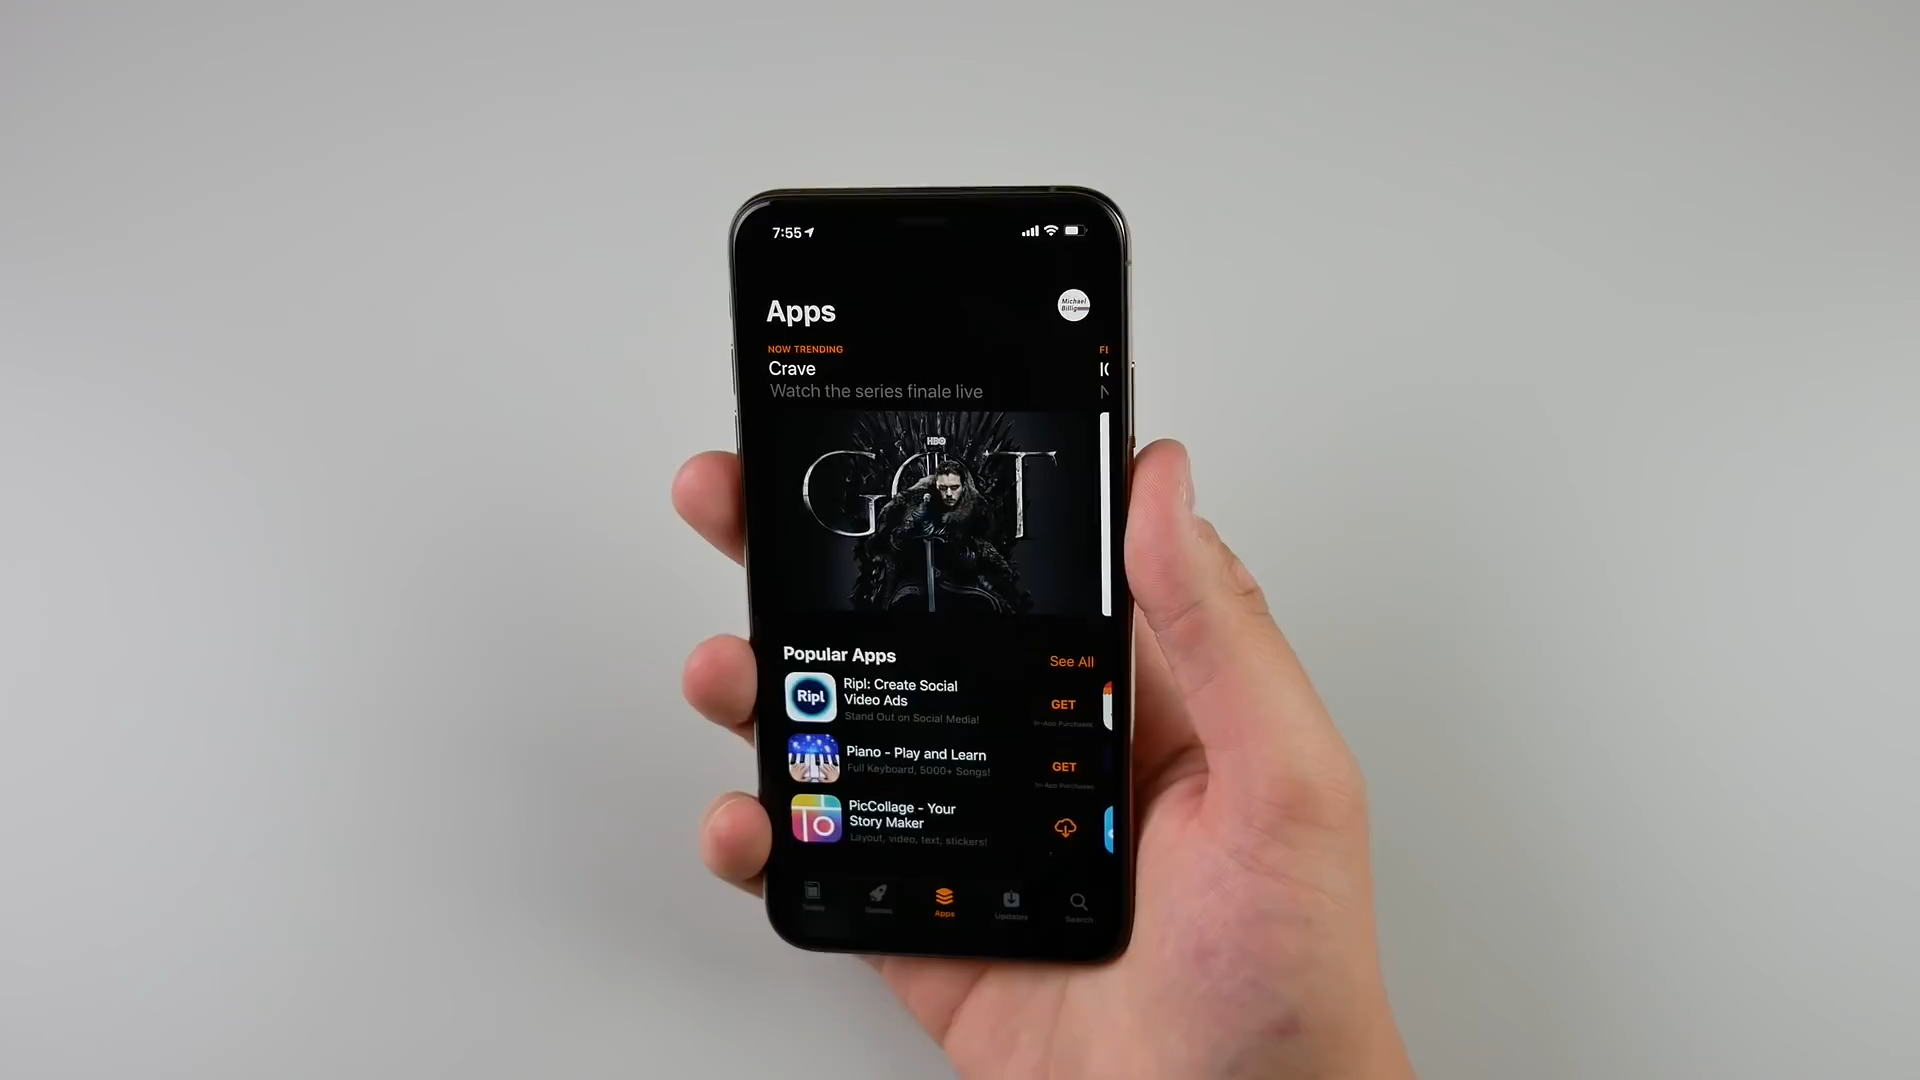 7:55
Apps
Michael
Billig
NOW TRENDING
Crave
Watch the series finale live
HBO
GOT
Popular Apps
See All
Ripl
Ripl: Create Social
Video Ads
Stand Out on Social Media!
GET
In-App Purchases
Piano - Play and Learn
Full Keyboard, 5000+ Songs!
GET
In-App Purchases
PicCollage - Your
Story Maker
Layout, video, text, stickers!
Today
Games
Apps
Updates
Search